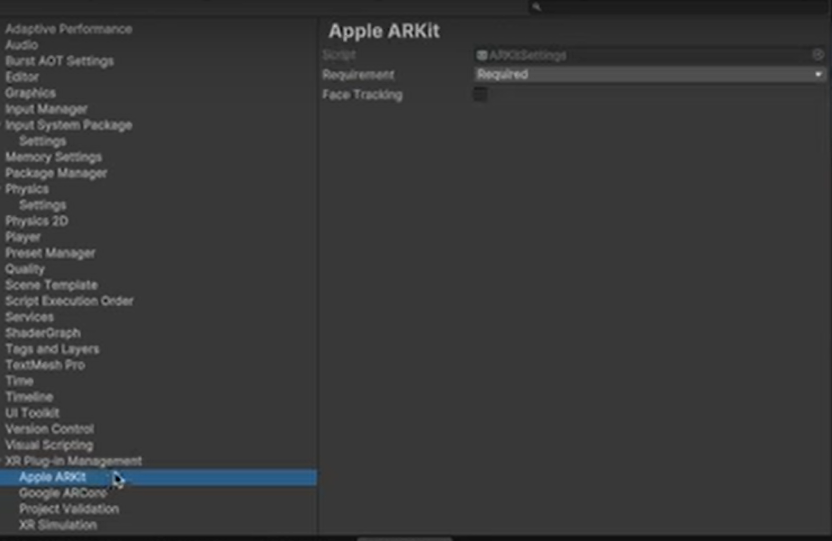 Adaptive Performance
Audio
Burst AOT Settings
Editor
Graphics
Input Manager
Input System Package
Settings
Memory Settings
Package Manager
Physics
Settings
Physics 2D
Player
Preset Manager
Quality
Scene Template
Script Execution Order
Services
ShaderGraph
Tags and Layers
TextMesh Pro
Time
Timeline
UI Toolkit
Version Control
Visual Scripting
XR Plug-in Management
Apple ARKit
Google ARCore
Project Validation
XR Simulation
Apple ARKit
Script ARKitSettings
Requirement Required
Face Tracking